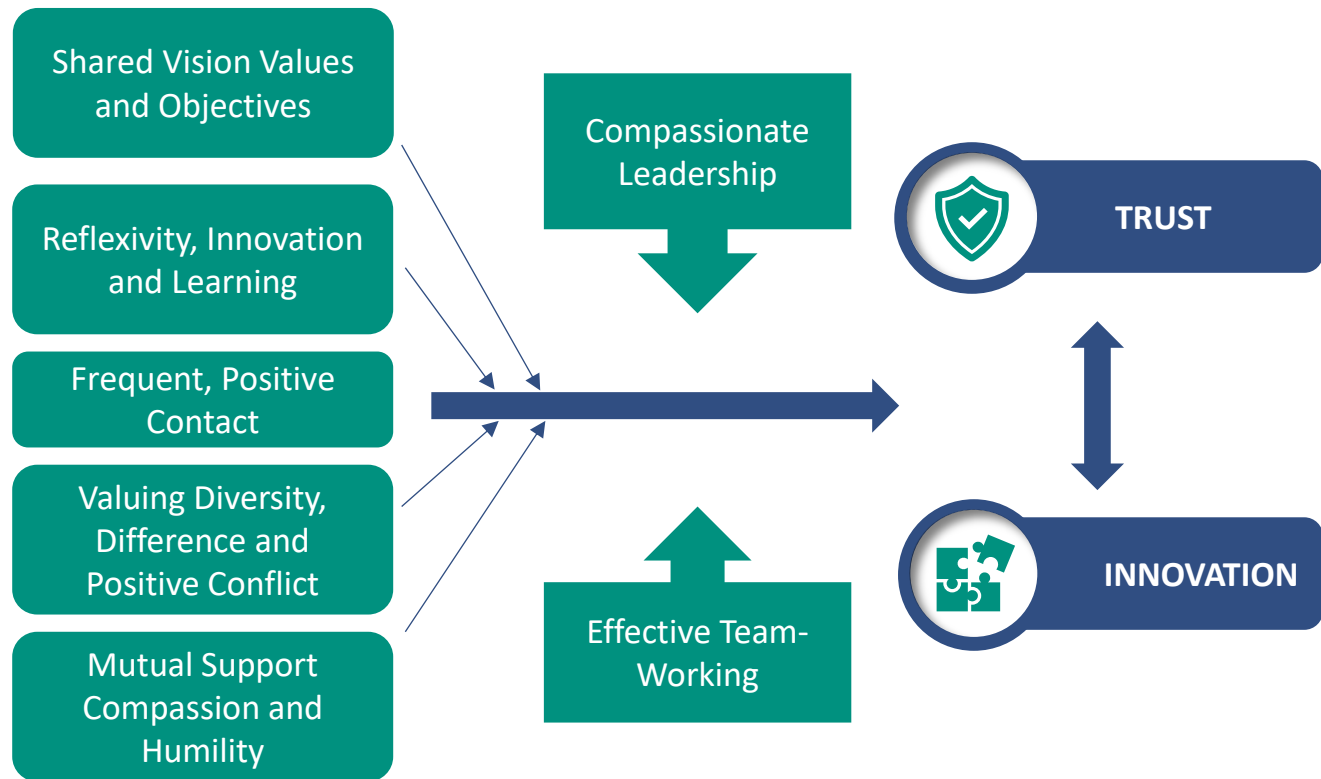 Shared Vision Values
and Objectives
Reflexivity, Innovation
and Learning
Frequent, Positive
Contact
Valuing Diversity,
Difference and
Positive Conflict
Mutual Support
Compassion and
Humility
Compassionate
Leadership
Effective Team-
Working
TRUST
INNOVATION